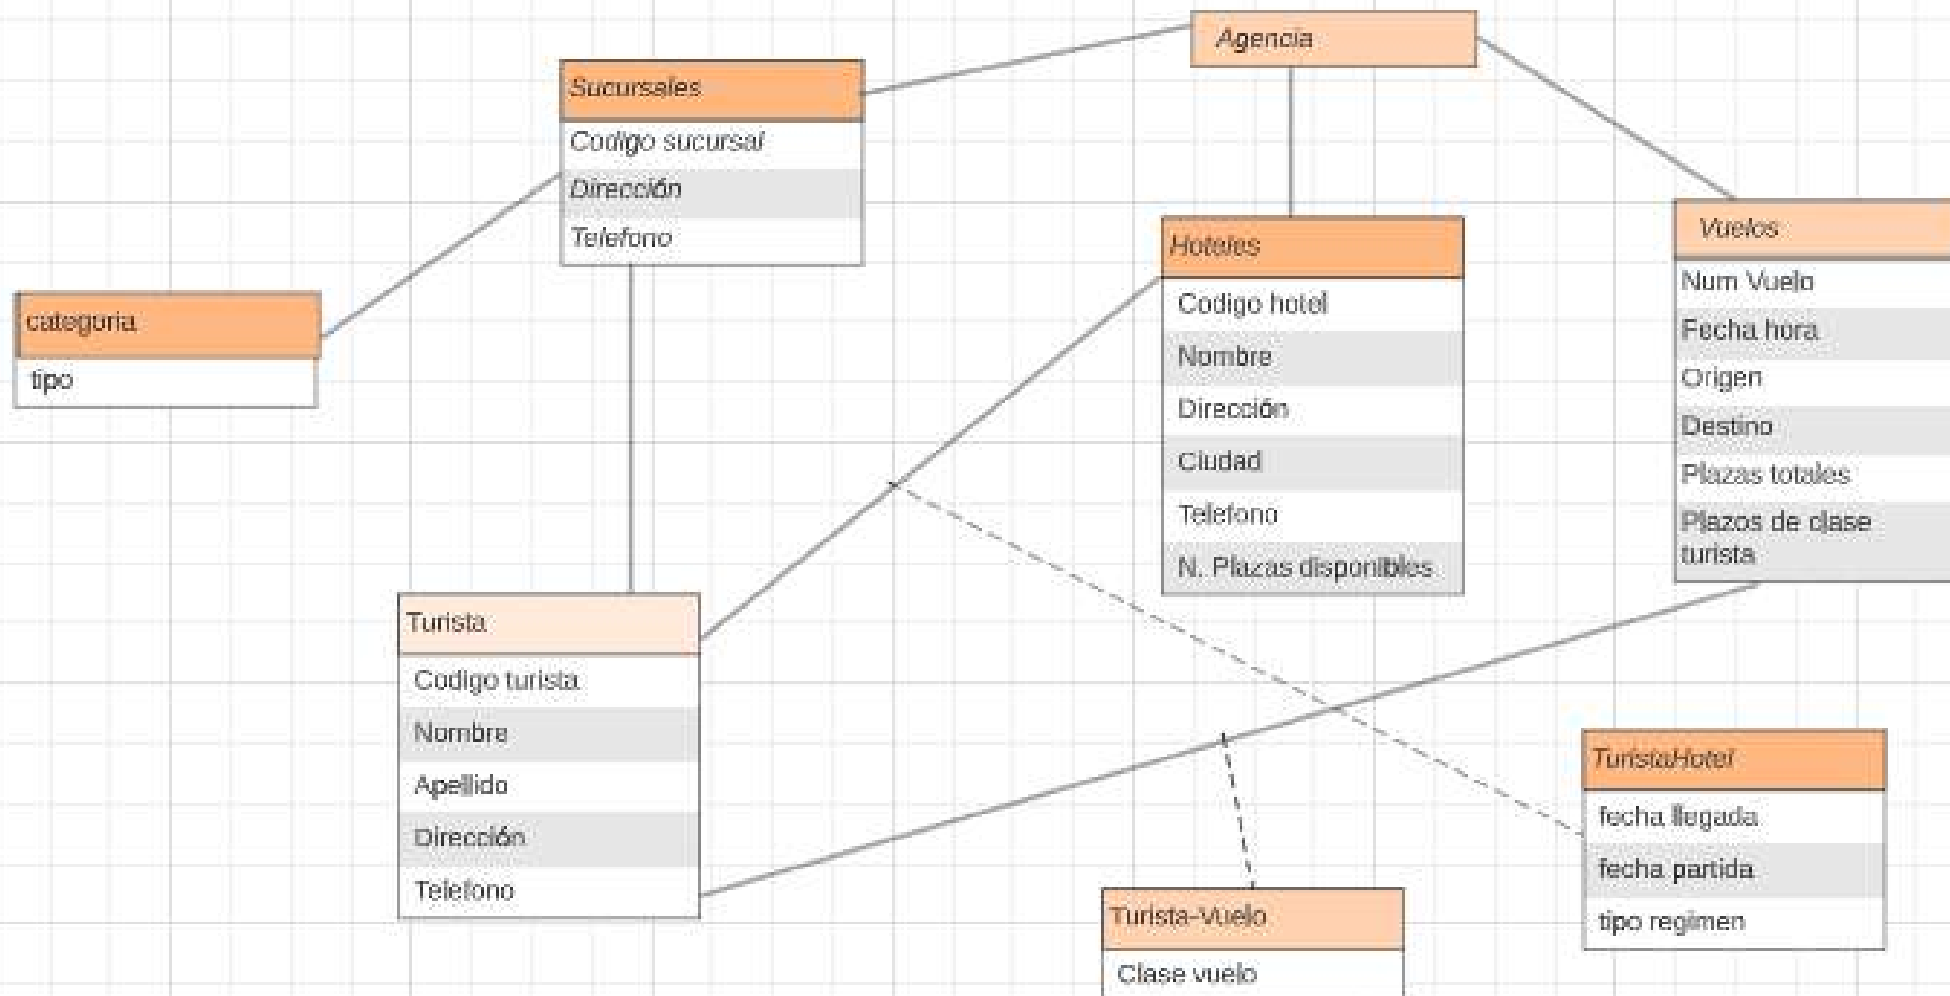 Agencia
Sucursales
Codigo sucursal
Dirección
Telefono
categoria
tipo
Hoteles
Codigo hotel
Nombre
Dirección
Ciudad
Telefono
N. Plazas disponibles
Vuelos
Num Vuelo
Fecha hora
Origen
Destino
Plazas totales
Plazos de clase
turista
Turista
Codigo turista
Nombre
Apellido
Dirección
Telefono
TuristaHotel
fecha llegada
fecha partida
tipo regimen
Turista-Vuelo
Clase vuelo